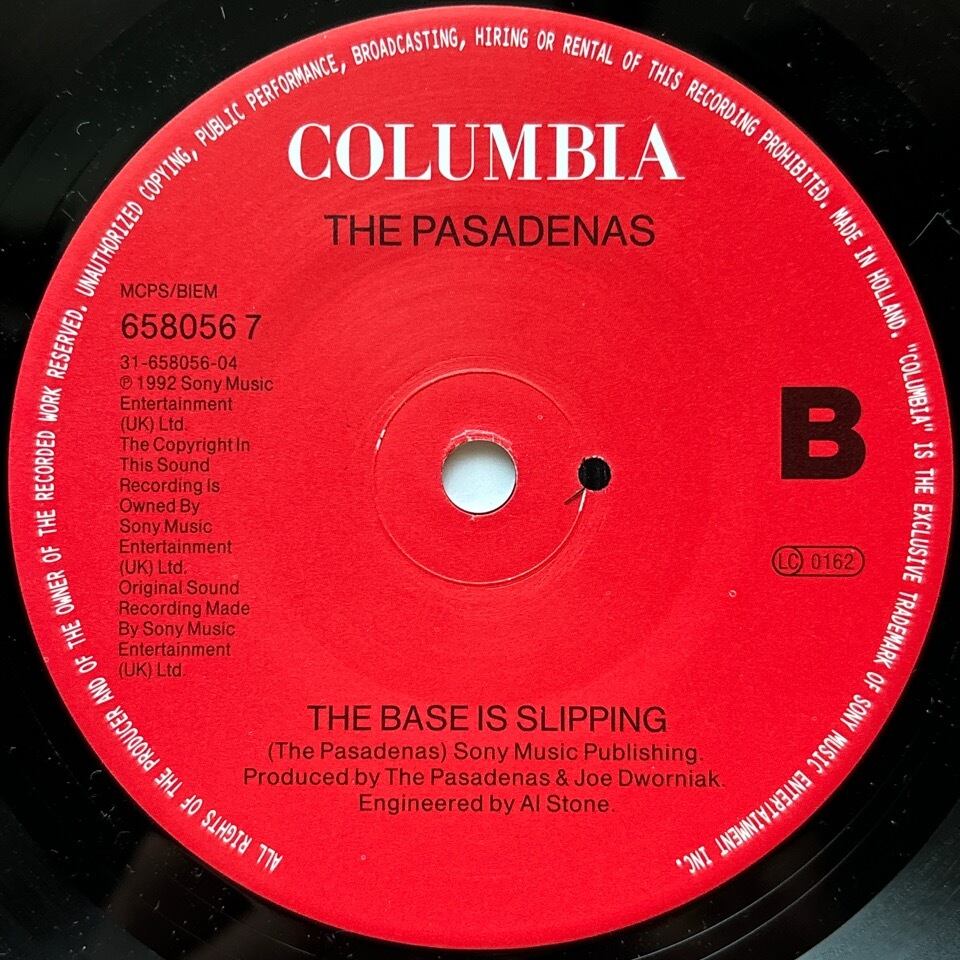 ALL RIGHTS OF THE PRODUCER AND OF THE OWNER OF THE RECORDED WORK RESERVED. UNAUTHORIZED COPYING, PUBLIC PERFORMANCE, BROADCASTING, HIRING OR RENTAL OF THIS RECORDING PROHIBITED. MADE IN HOLLAND. "COLUMBIA" IS THE EXCLUSIVE TRADEMARK OF SONY MUSIC ENTERTAINMENT INC.
COLUMBIA
THE PASADENAS
MCPS/BIEM
658056 7
31-658056-04
℗ 1992 Sony Music
Entertainment
(UK) Ltd.
The Copyright In
This Sound
Recording Is
Owned By
Sony Music
Entertainment
(UK) Ltd.
Original Sound
Recording Made
By Sony Music
Entertainment
(UK) Ltd.
B
LC 0162
THE BASE IS SLIPPING
(The Pasadenas) Sony Music Publishing.
Produced by The Pasadenas & Joe Dworniak.
Engineered by Al Stone.